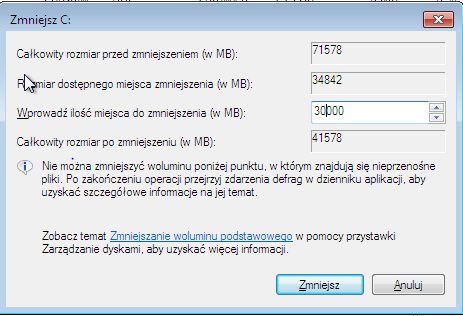 Zmniejsz C:
Całkowity rozmiar przed zmniejszeniem (w MB): 71578
Rozmiar dostępnego miejsca zmniejszenia (w MB): 34842
Wprowadź ilość miejsca do zmniejszenia (w MB): 30000
Całkowity rozmiar po zmniejszeniu (w MB): 41578
Nie można zmniejszyć woluminu poniżej punktu, w którym znajdują się nieprzenośne
pliki. Po zakończeniu operacji przejrzyj zdarzenia defrag w dzienniku aplikacji, aby
uzyskać szczegółowe informacje na jej temat.
Zobacz temat Zmniejszanie woluminu podstawowego w pomocy przystawki
Zarządzanie dyskami, aby uzyskać więcej informacji.
Zmniejsz Anuluj